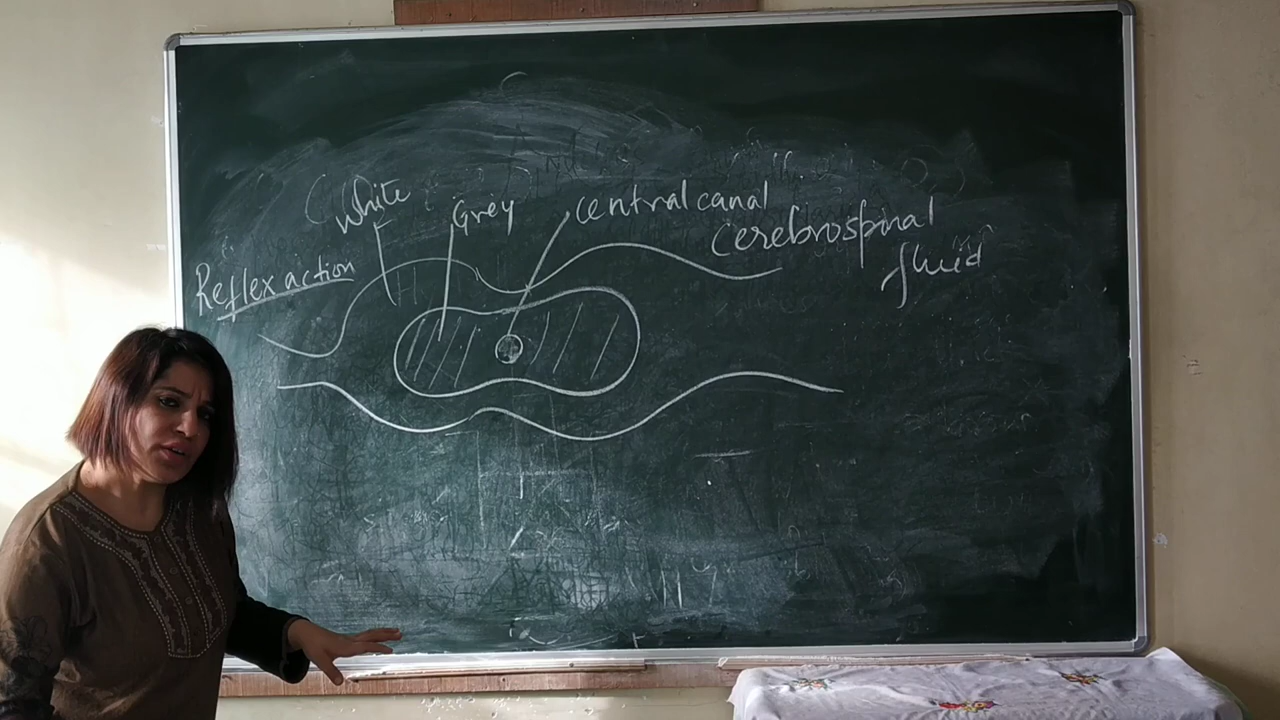 White
Grey
central canal
cerebrospinal
fluid
Reflex action